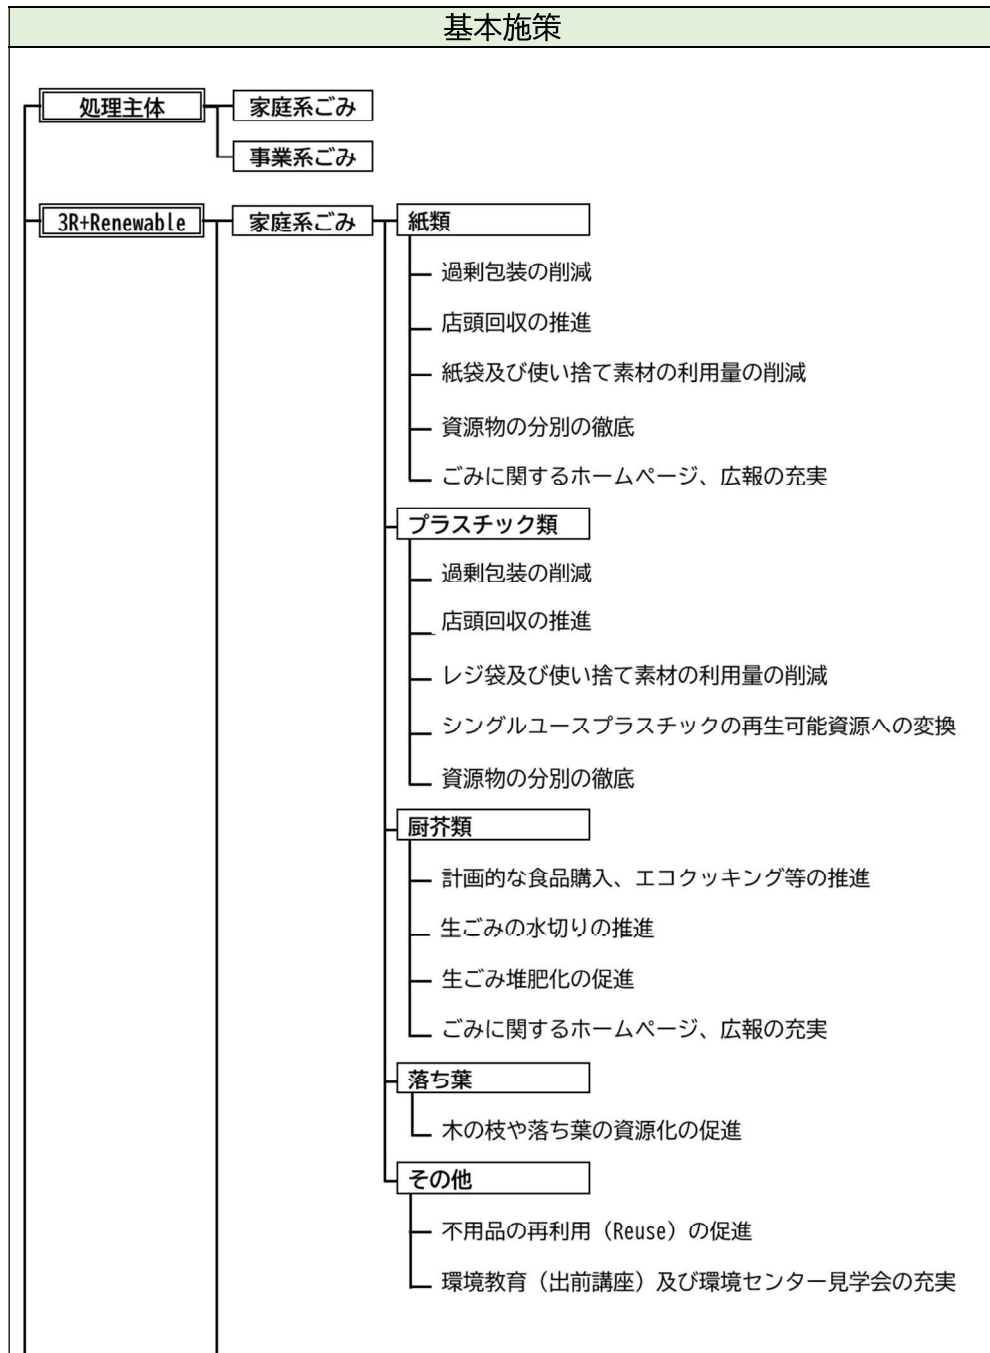 基本施策
処理主体
家庭系ごみ
事業系ごみ
3R+Renewable
家庭系ごみ
紙類
過剰包装の削減
店頭回収の推進
紙袋及び使い捨て素材の利用量の削減
資源物の分別の徹底
ごみに関するホームページ、広報の充実
プラスチック類
過剰包装の削減
店頭回収の推進
レジ袋及び使い捨て素材の利用量の削減
シングルユースプラスチックの再生可能資源への変換
資源物の分別の徹底
厨芥類
計画的な食品購入、エコクッキング等の推進
生ごみの水切りの推進
生ごみ堆肥化の促進
ごみに関するホームページ、広報の充実
落ち葉
木の枝や落ち葉の資源化の促進
その他
不用品の再利用（Reuse）の促進
環境教育（出前講座）及び環境センター見学会の充実